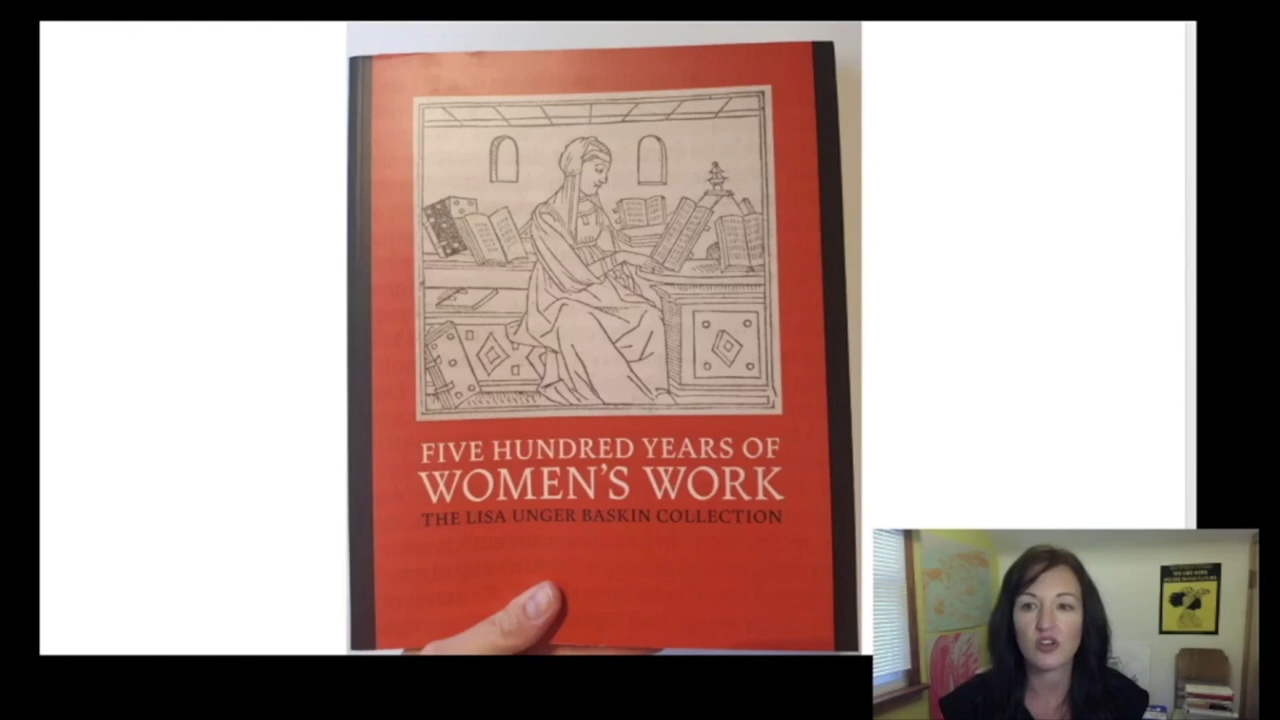 FIVE HUNDRED YEARS OF
WOMEN'S WORK
THE LISA UNGER BASKIN COLLECTION